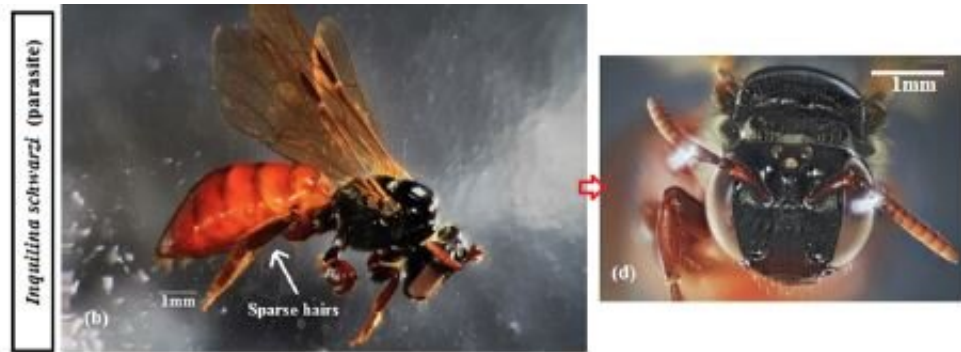 Inquilina schwarzi (parasite)
1mm
Sparse hairs
(b)
1mm
(d)